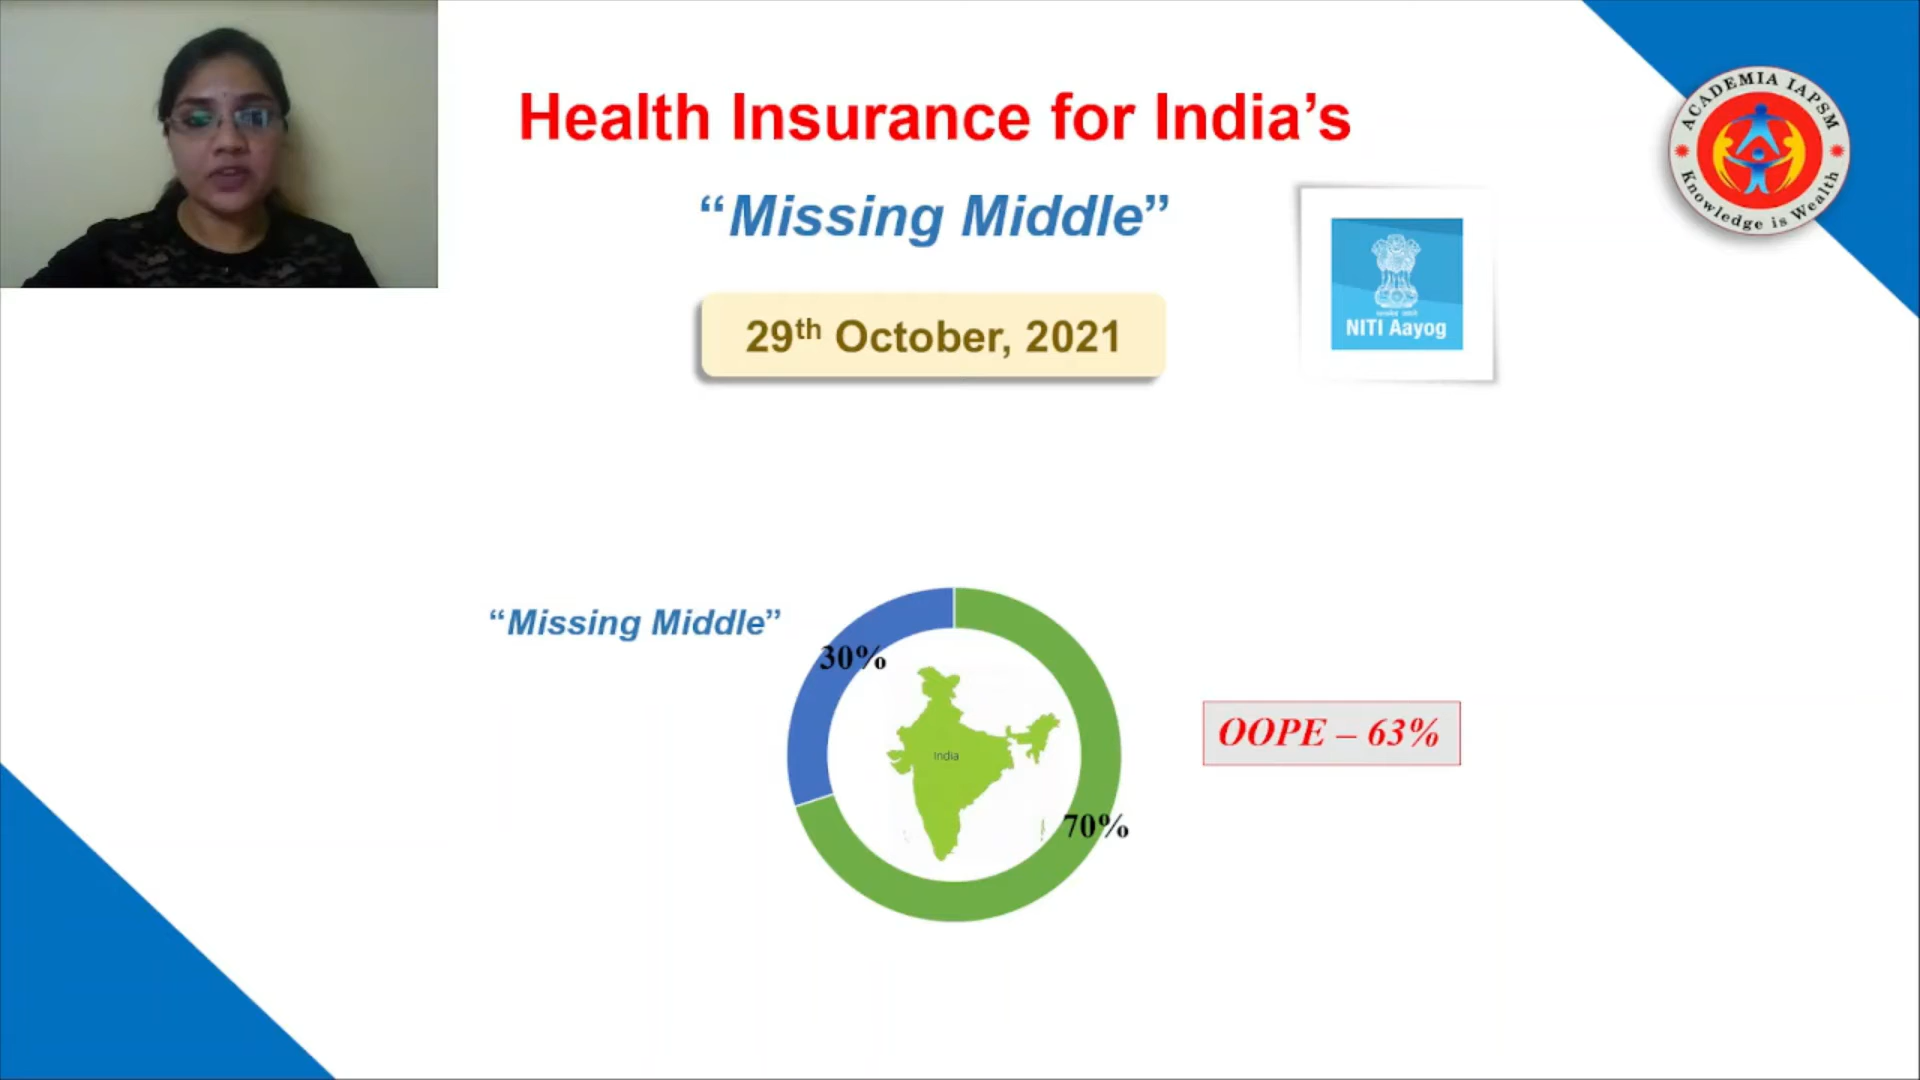 Health Insurance for India’s
“Missing Middle”
29th October, 2021
ACADEMIA IAPSM
Knowledge is Wealth
NITI Aayog
“Missing Middle”
30%
India
OOPE – 63%
70%